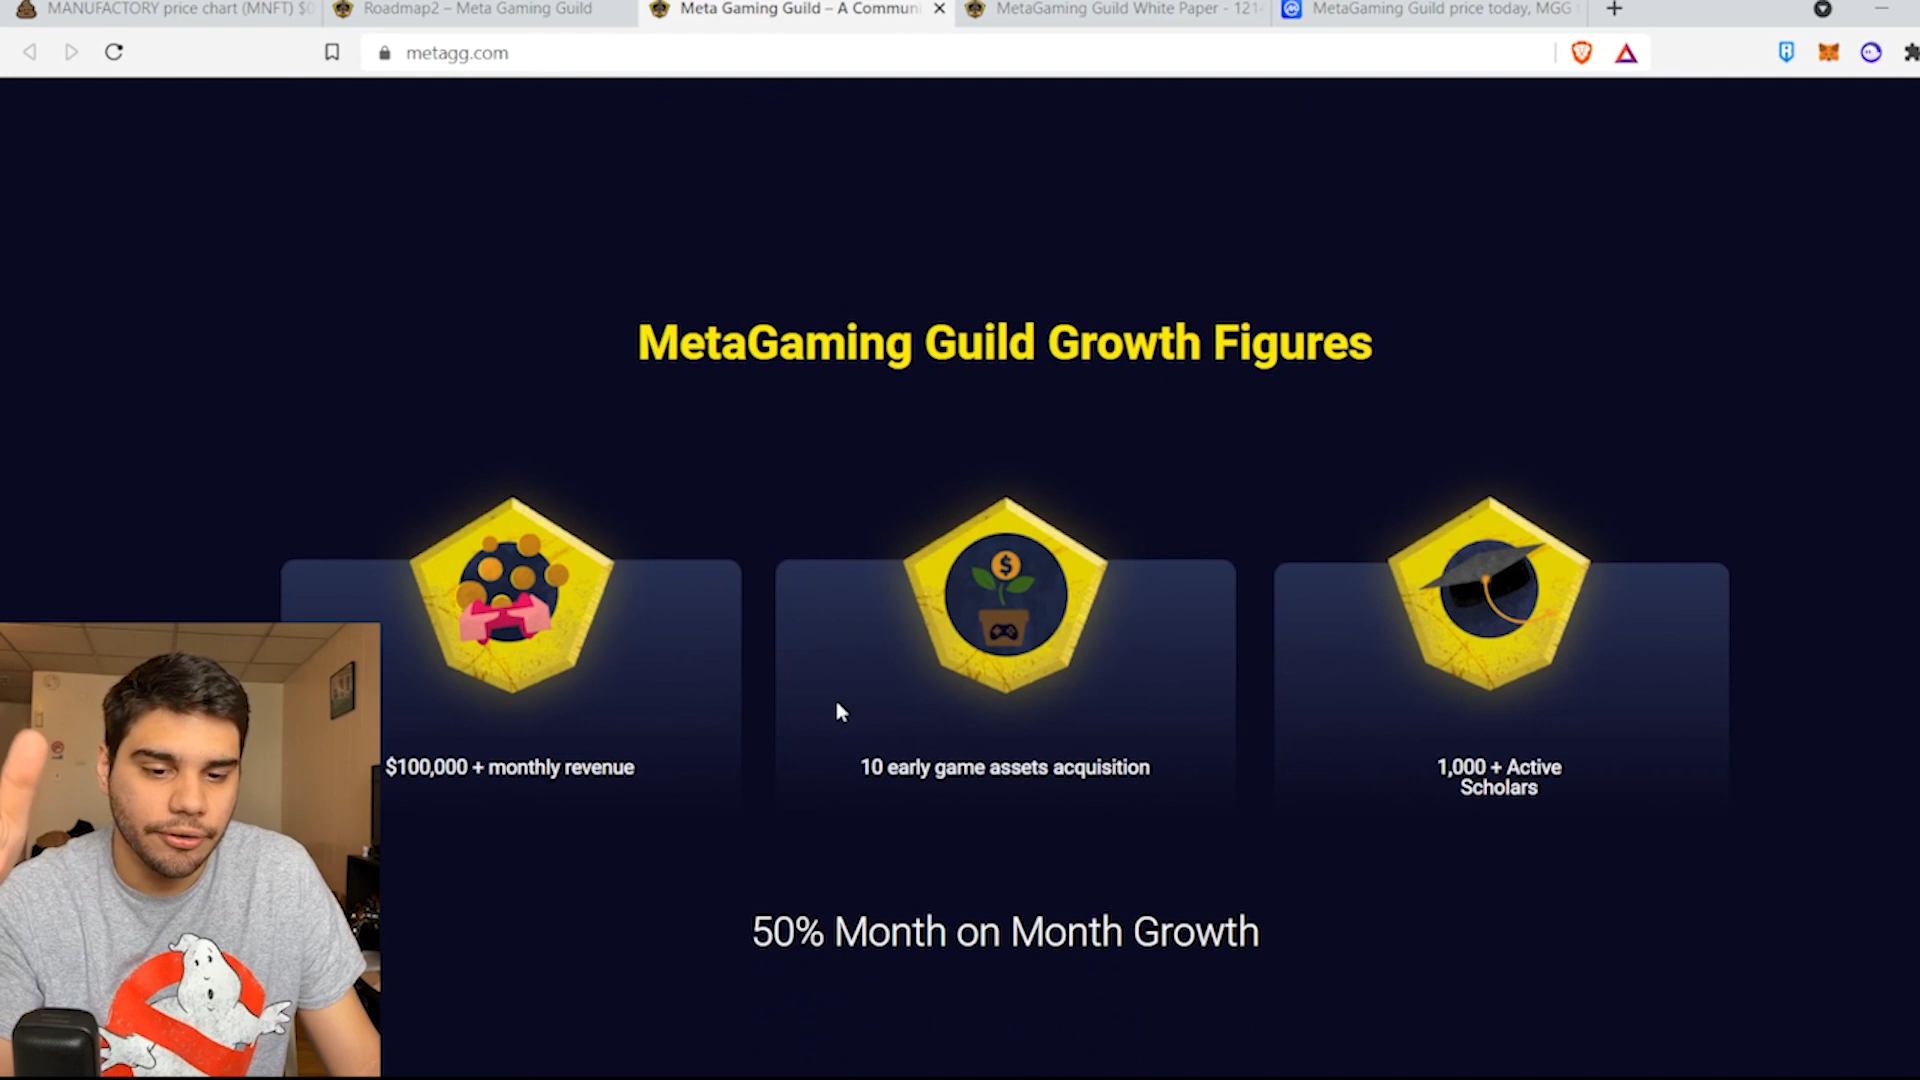 MANUFACTORY price chart (MNFT) $0
Roadmap2 – Meta Gaming Guild
Meta Gaming Guild – A Commun
MetaGaming Guild White Paper - 121
MetaGaming Guild price today, MGG
metagg.com
MetaGaming Guild Growth Figures
$100,000 + monthly revenue
10 early game assets acquisition
1,000 + Active
Scholars
50% Month on Month Growth